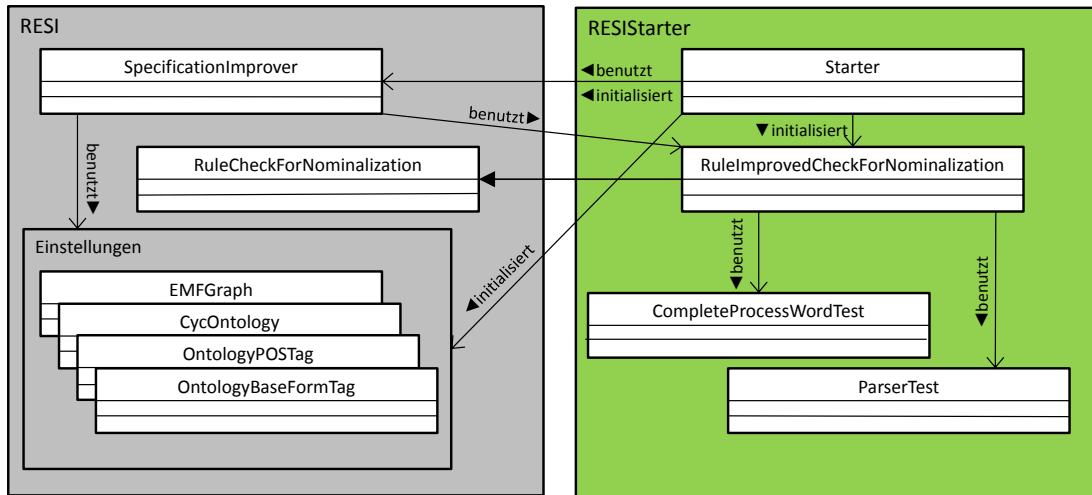 RESI
RESIStarter
SpecificationImprover
Starter
◄benutzt
◄initialisiert
benutzt►
▼initialisiert
benutzt►
RuleCheckForNominalization
RuleImprovedCheckForNominalization
Einstellungen
◄initialisiert
◄benutzt
◄benutzt
EMFGraph
CycOntology
OntologyPOSTag
OntologyBaseFormTag
CompleteProcessWordTest
ParserTest